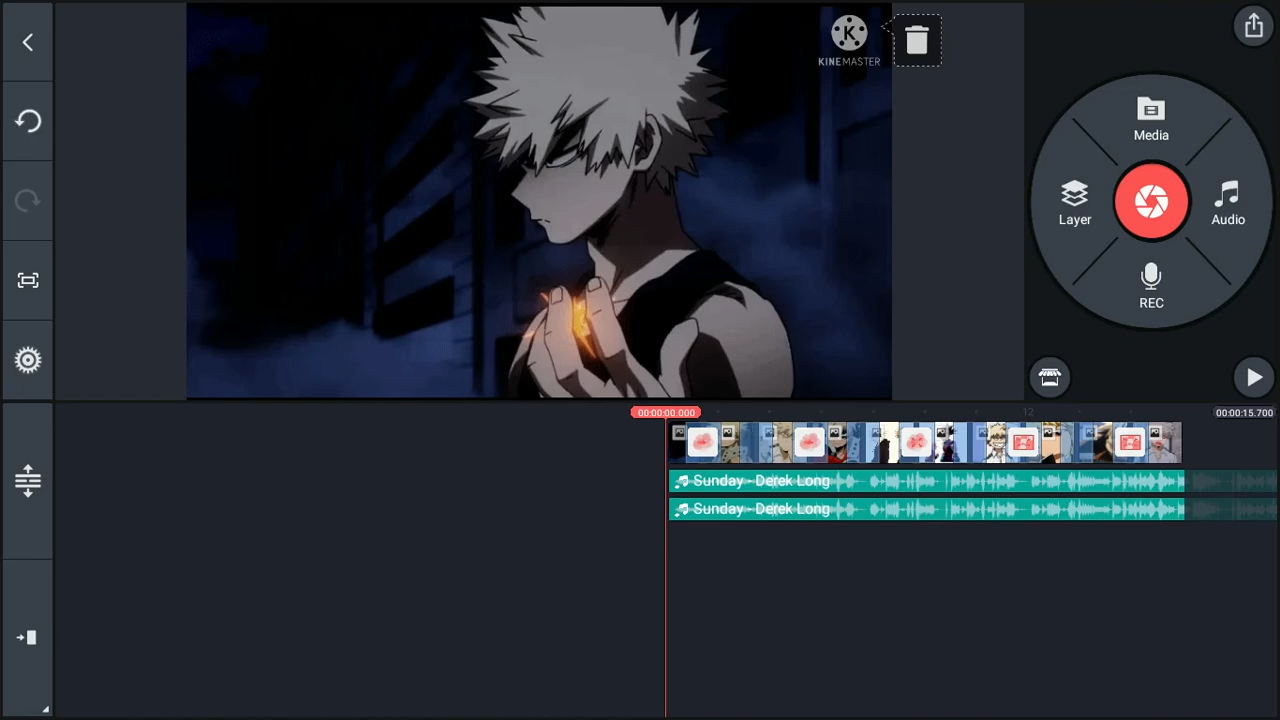 KINEMASTER
Media
Layer
Audio
REC
00:00:00.000
12
00:00:15.700
Sunday - Derek Long
Sunday - Derek Long